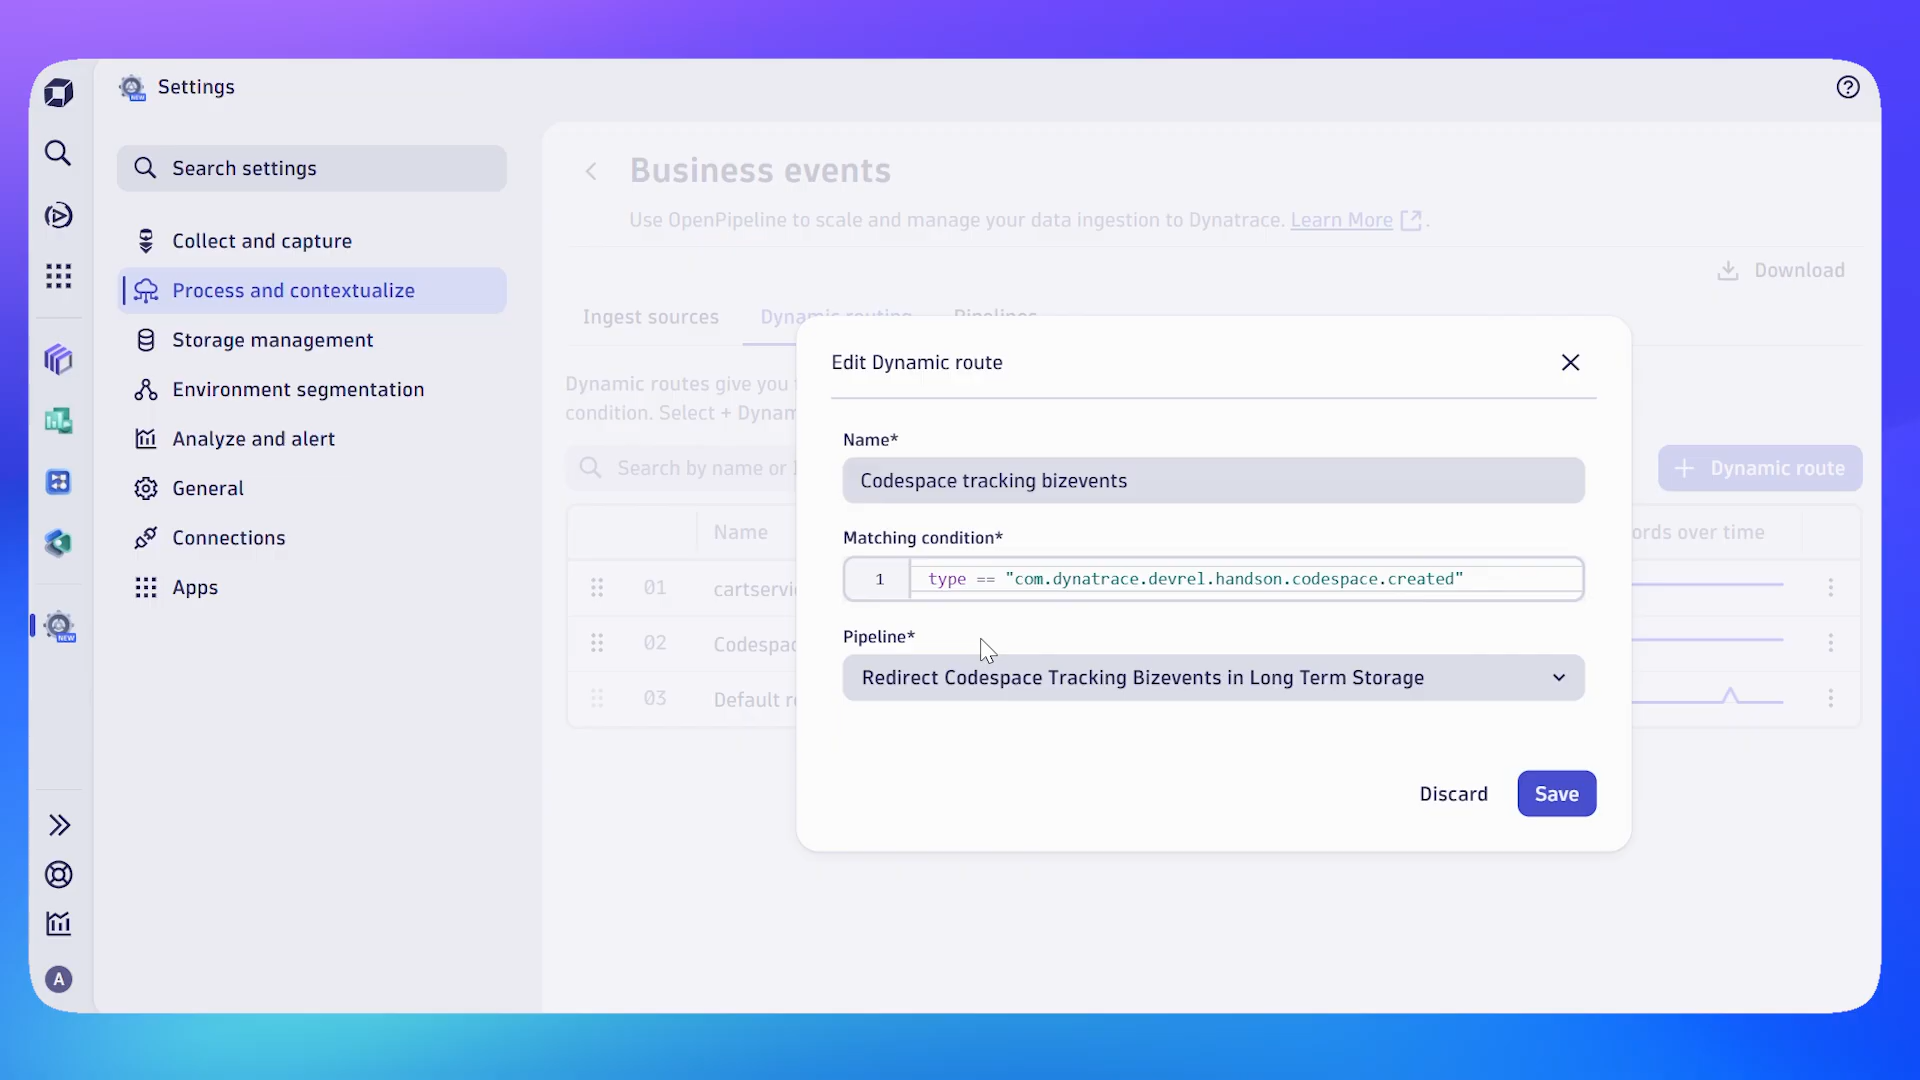 Settings
Search settings
Collect and capture
Process and contextualize
Storage management
Environment segmentation
Analyze and alert
General
Connections
Apps
NEW
NEW
A
Business events
Use OpenPipeline to scale and manage your data ingestion to Dynatrace. Learn More .
Download
Ingest sources Dynamic routing Pipelines
Dynamic routes give you
condition. Select + Dynam
Search by name or
Dynamic route
Name ords over time
01 cartservi
02 Codespac
03 Default r
Edit Dynamic route
Name*
Codespace tracking bizevents
Matching condition*
1 type == "com.dynatrace.devrel.handson.codespace.created"
Pipeline*
Redirect Codespace Tracking Bizevents in Long Term Storage
Discard Save